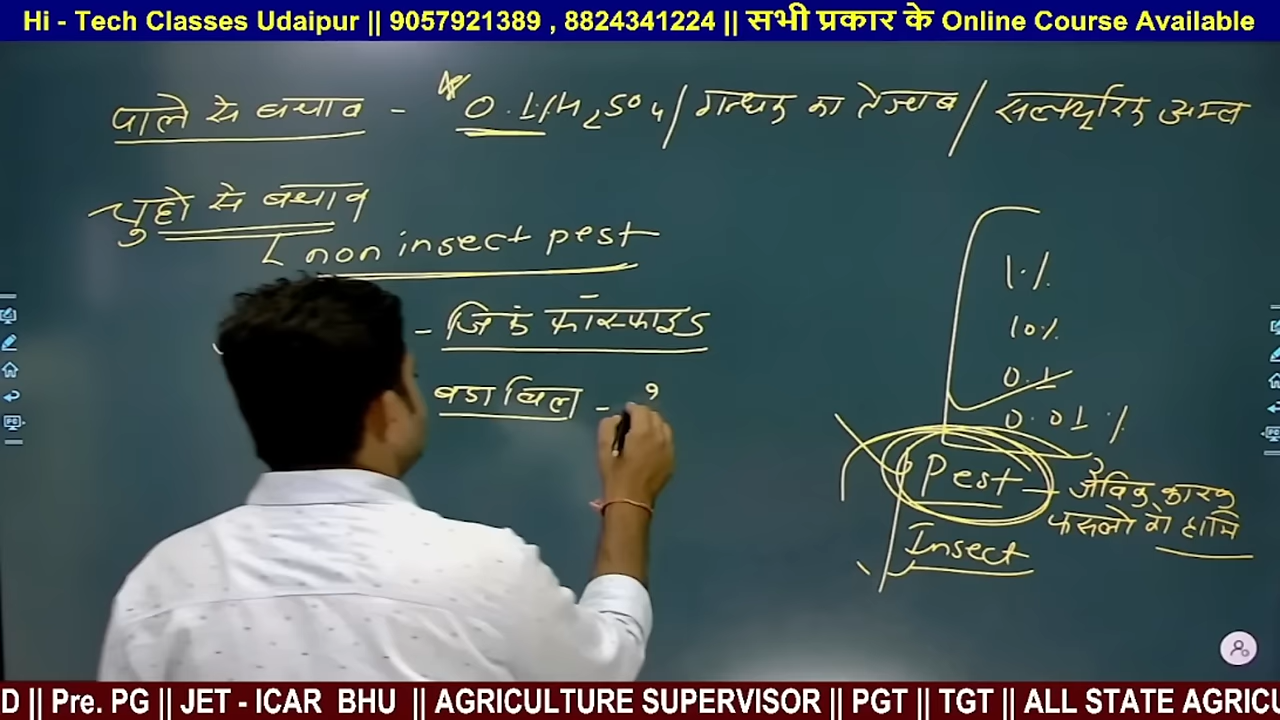 Hi - Tech Classes Udaipur || 9057921389 , 8824341224 || सभी प्रकार के Online Course Available
पाले से बचाव - 0.1% H2SO4 / गन्धक का तेजाब / सल्फ्यूरिक अम्ल
चुहो से बचाव
non insect pest
- जिंक फॉस्फाइड
बडा बिल -
1%
10%
0.1
0.01%
Pest - जैविक कारक
फसलो को हानि
Insect
D || Pre. PG || JET - ICAR BHU || AGRICULTURE SUPERVISOR || PGT || TGT || ALL STATE AGRICU